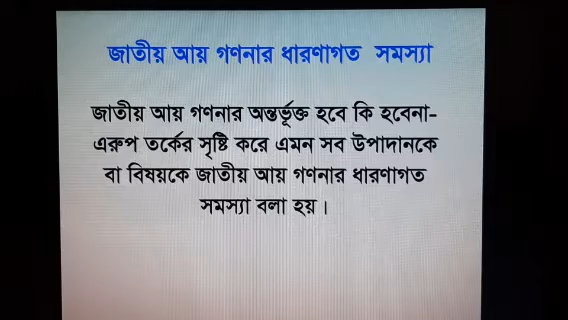 জাতীয় আয় গণনার ধারণাগত সমস্যা
জাতীয় আয় গণনার অন্তর্ভূক্ত হবে কি হবেনা-
এরুপ তর্কের সৃষ্টি করে এমন সব উপাদানকে
বা বিষয়কে জাতীয় আয় গণনার ধারণাগত
সমস্যা বলা হয়।